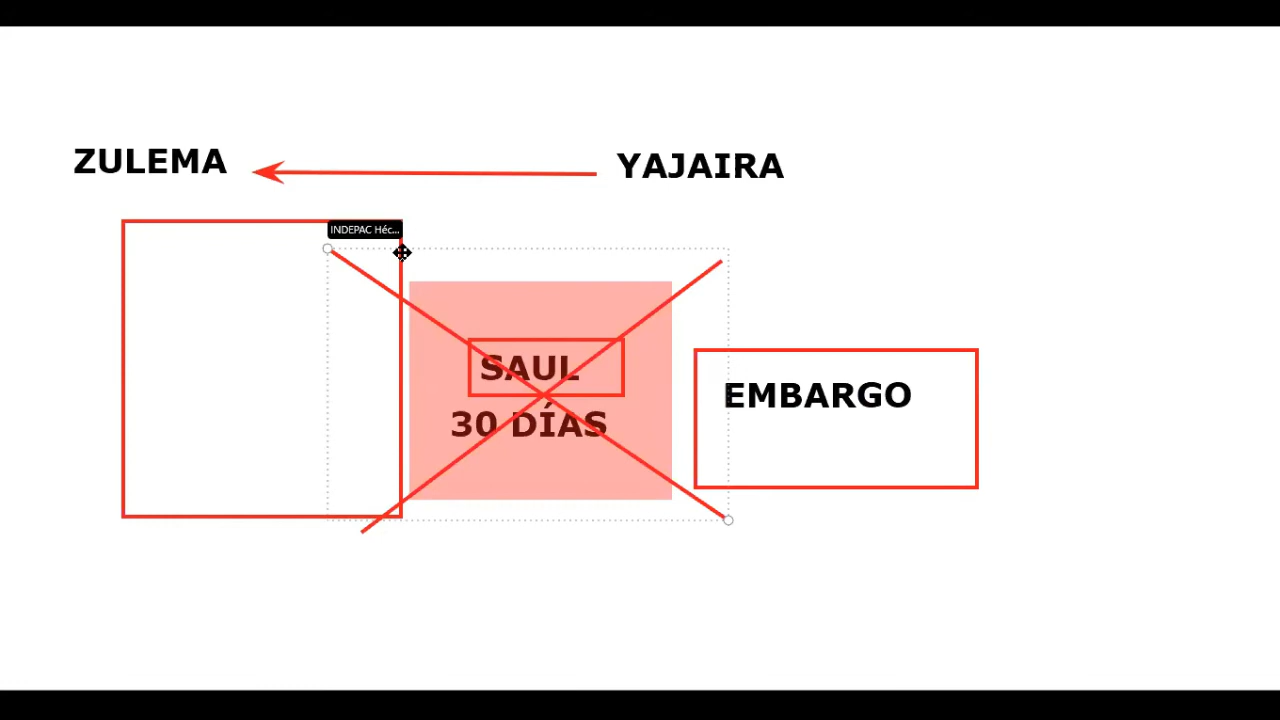 ZULEMA
YAJAIRA
INDEPAC Héc...
SAUL
30 DÍAS
EMBARGO